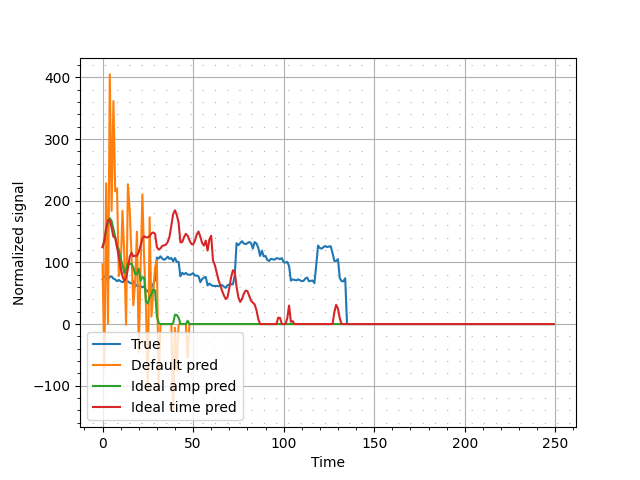 400
300
200
100
0
−100
Normalized signal
True
Default pred
Ideal amp pred
Ideal time pred
0 50 100 150 200 250
Time